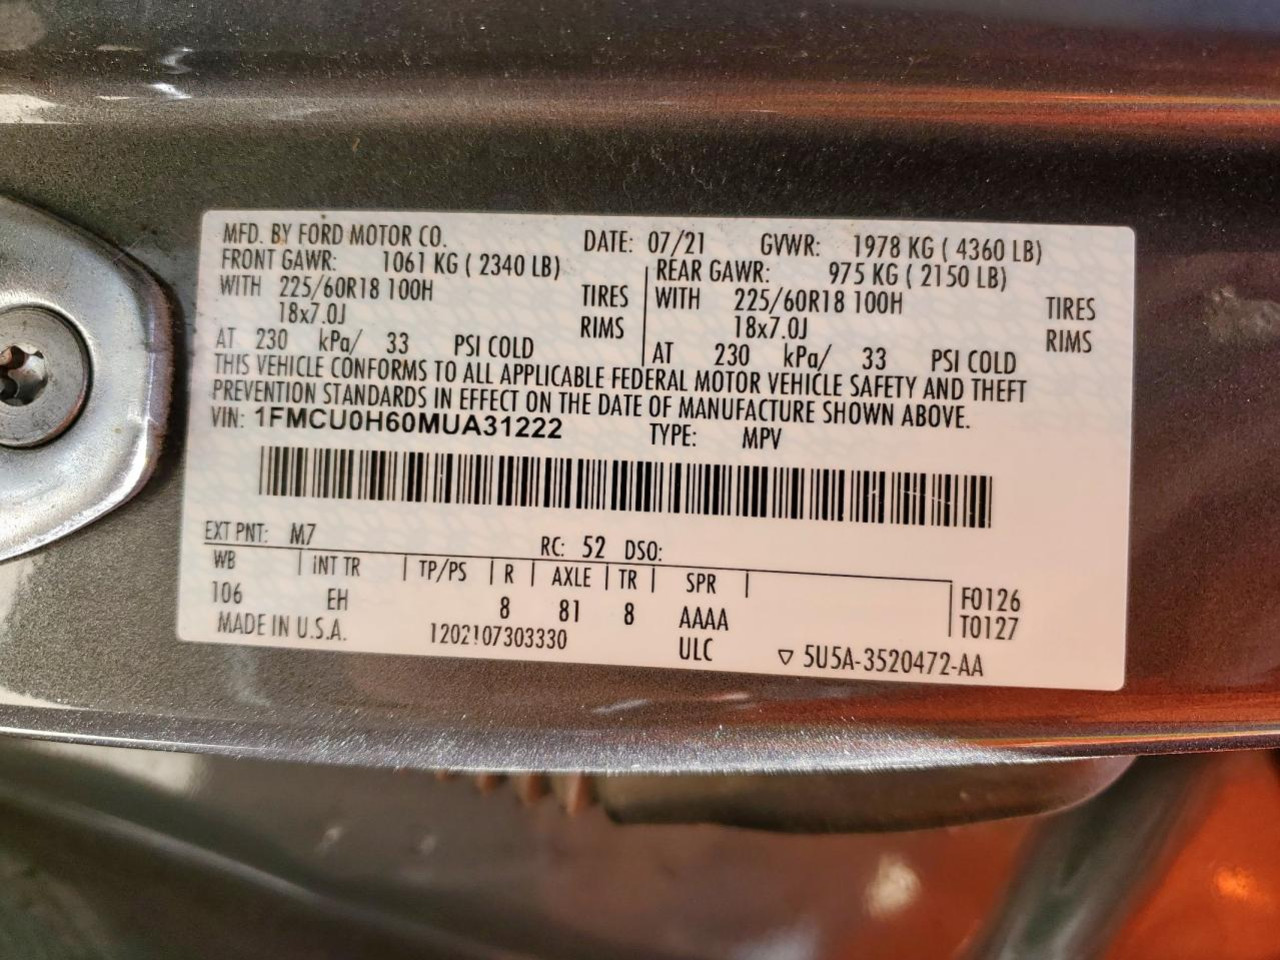 MFD. BY FORD MOTOR CO. DATE: 07/21 GVWR: 1978 KG ( 4360 LB)
FRONT GAWR: 1061 KG ( 2340 LB) REAR GAWR: 975 KG ( 2150 LB)
WITH 225/60R18 100H TIRES WITH 225/60R18 100H TIRES
18x7.0J RIMS 18x7.0J RIMS
AT 230 kPa/ 33 PSI COLD AT 230 kPa/ 33 PSI COLD
THIS VEHICLE CONFORMS TO ALL APPLICABLE FEDERAL MOTOR VEHICLE SAFETY AND THEFT
PREVENTION STANDARDS IN EFFECT ON THE DATE OF MANUFACTURE SHOWN ABOVE.
VIN: 1FMCU0H60MUA31222 TYPE: MPV
EXT PNT: M7 RC: 52 DSO:
WB INT TR TP/PS R AXLE TR SPR
106 EH 8 81 8 AAAA F0126
T0127
MADE IN U.S.A. 1202107303330 ULC ▽ 5U5A-3520472-AA